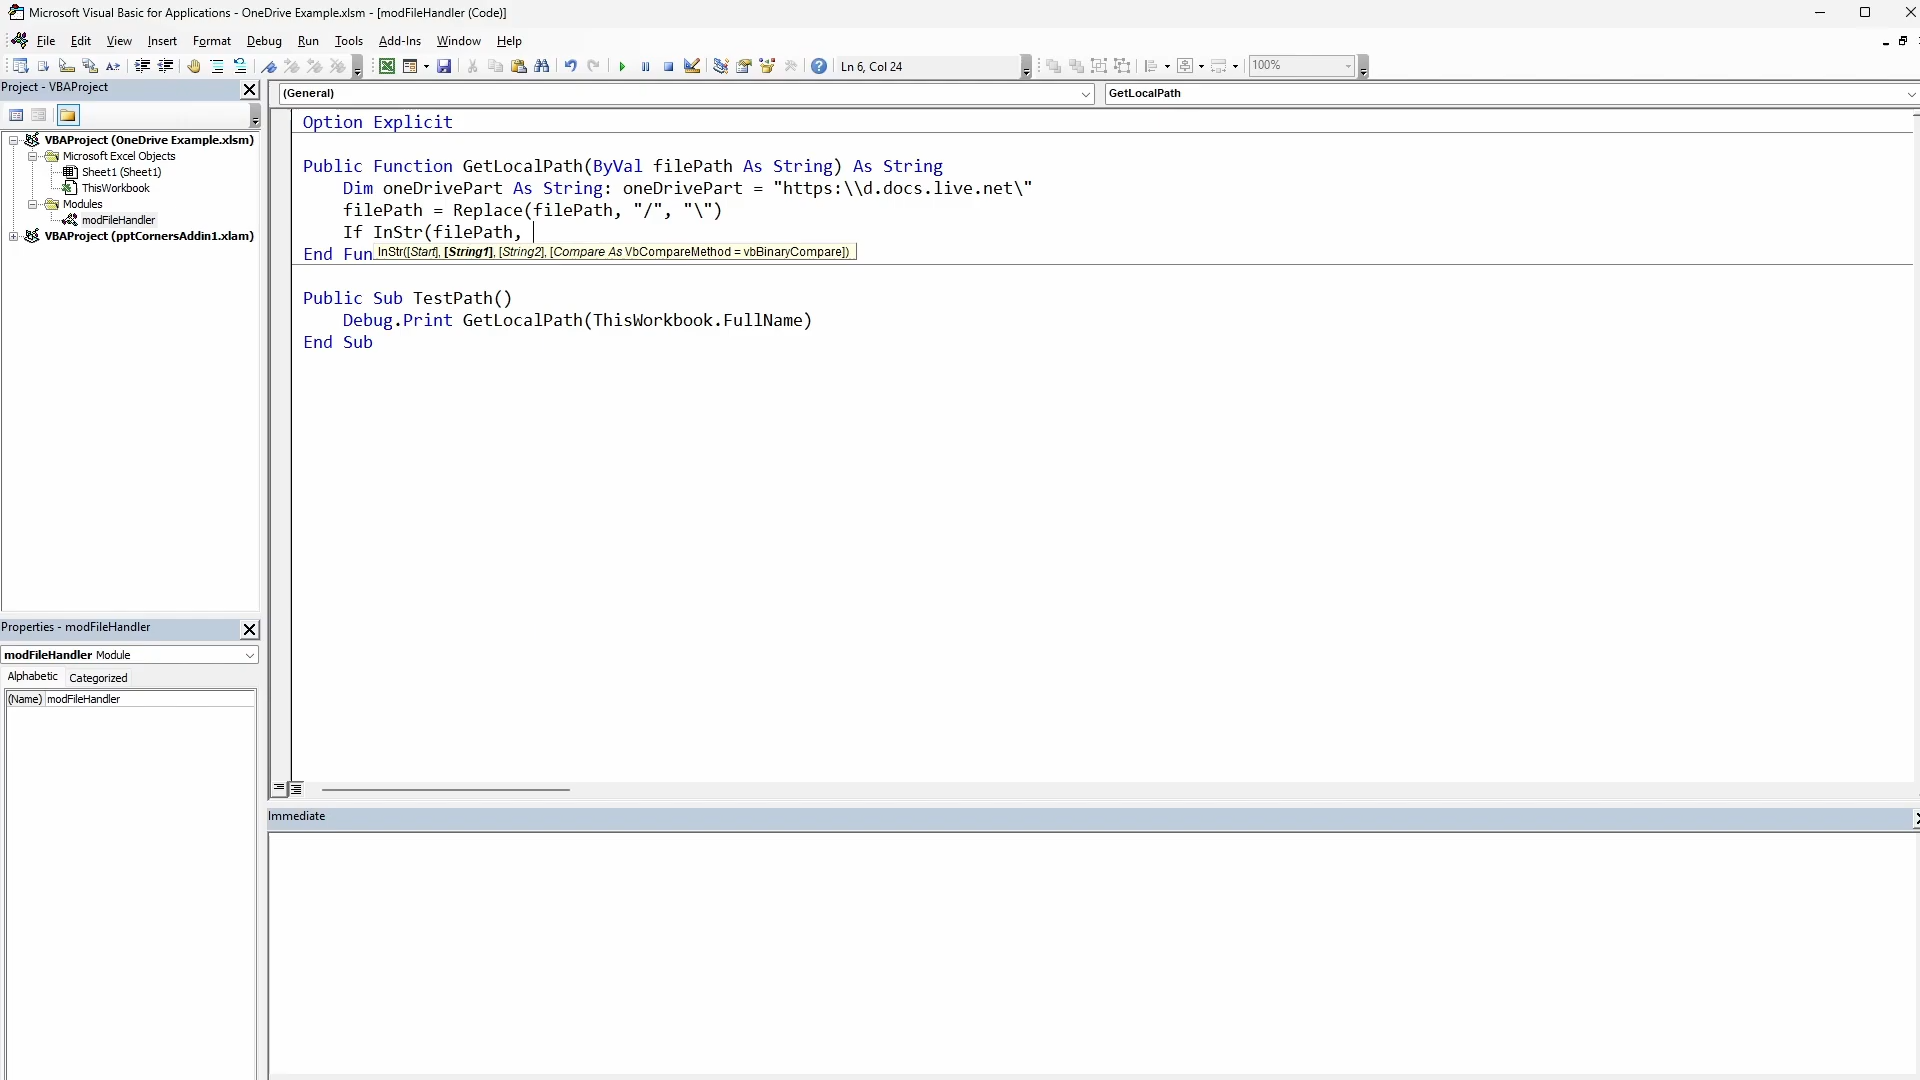 Microsoft Visual Basic for Applications - OneDrive Example.xlsm - [modFileHandler (Code)]
File Edit View Insert Format Debug Run Tools Add-Ins Window Help
Ln 6, Col 24
100%
Project - VBAProject
(General)
GetLocalPath
VBAProject (OneDrive Example.xlsm)
Microsoft Excel Objects
Sheet1 (Sheet1)
ThisWorkbook
Modules
modFileHandler
VBAProject (pptCornersAddin1.xlam)
Option Explicit
Public Function GetLocalPath(ByVal filePath As String) As String
Dim oneDrivePart As String: oneDrivePart = "https:\\d.docs.live.net\"
filePath = Replace(filePath, "/", "\")
If InStr(filePath,
InStr([Start], [String1], [String2], [Compare As VbCompareMethod = vbBinaryCompare])
End Fun
Public Sub TestPath()
Debug.Print GetLocalPath(ThisWorkbook.FullName)
End Sub
Properties - modFileHandler
modFileHandler Module
Alphabetic Categorized
(Name) modFileHandler
Immediate